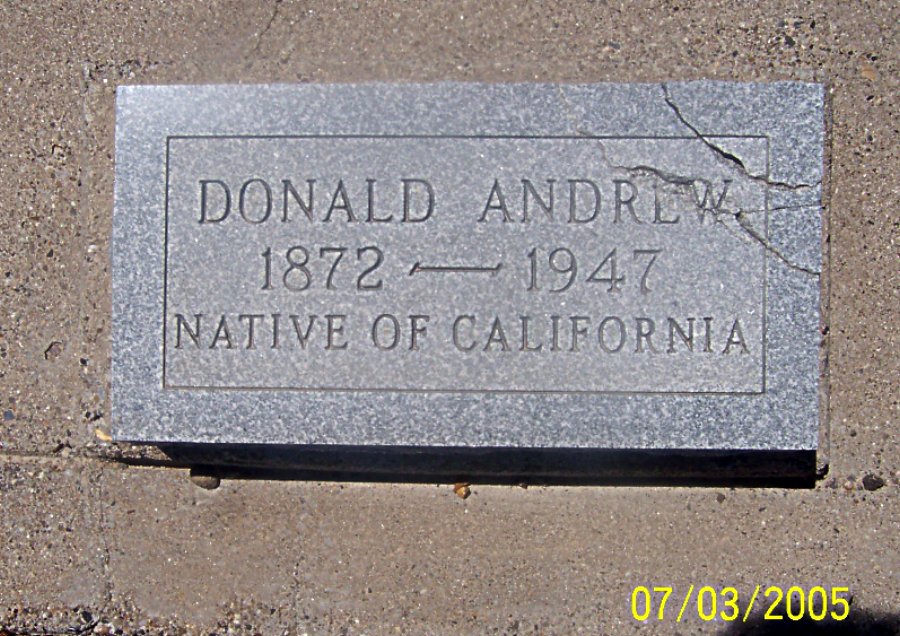 DONALD ANDREW
1872 — 1947
NATIVE OF CALIFORNIA
07/03/2005